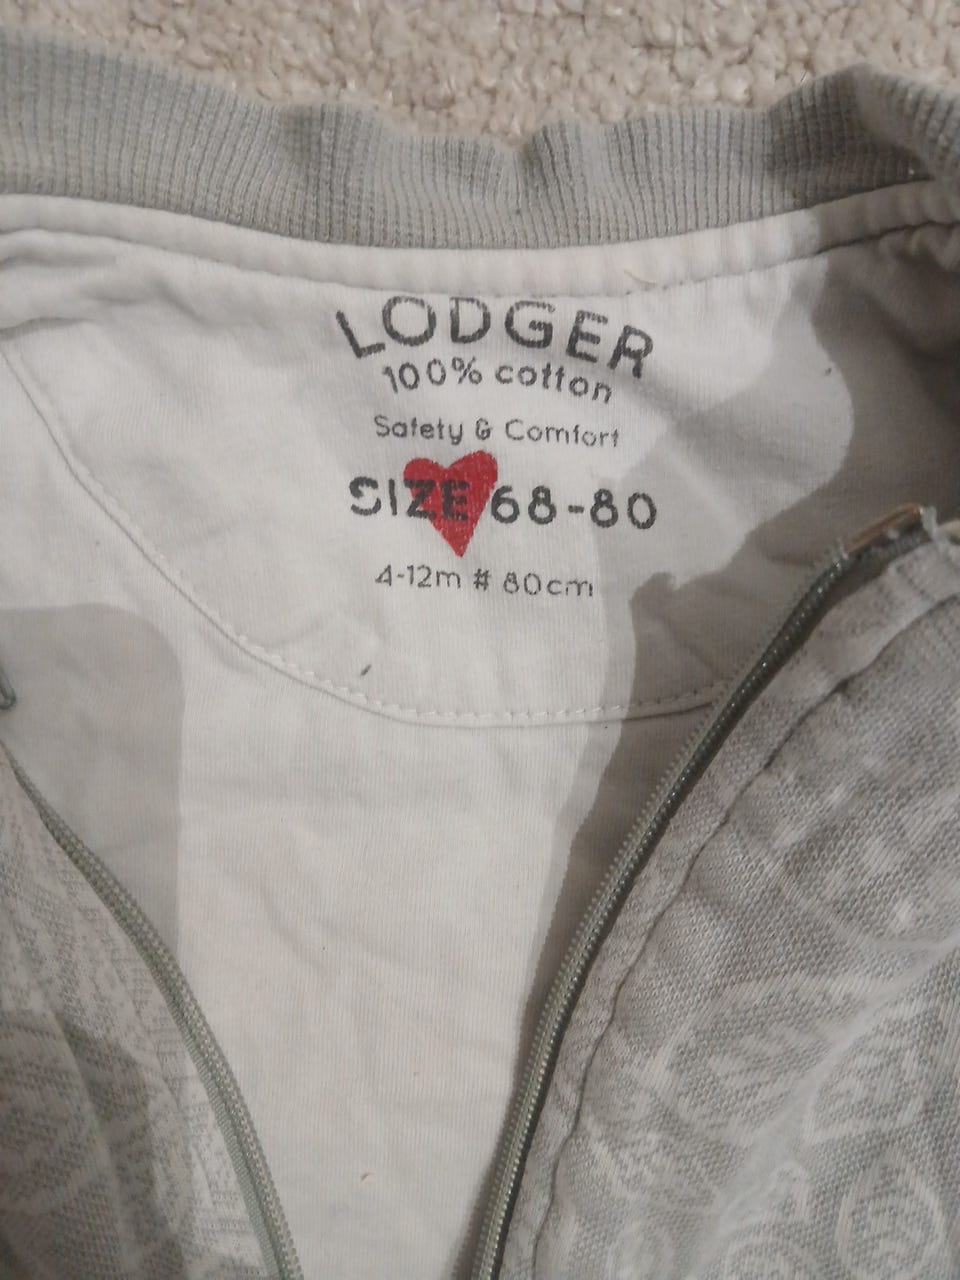 LODGER
100% cotton
Safety & Comfort
SIZE 68-80
4-12m # 80cm